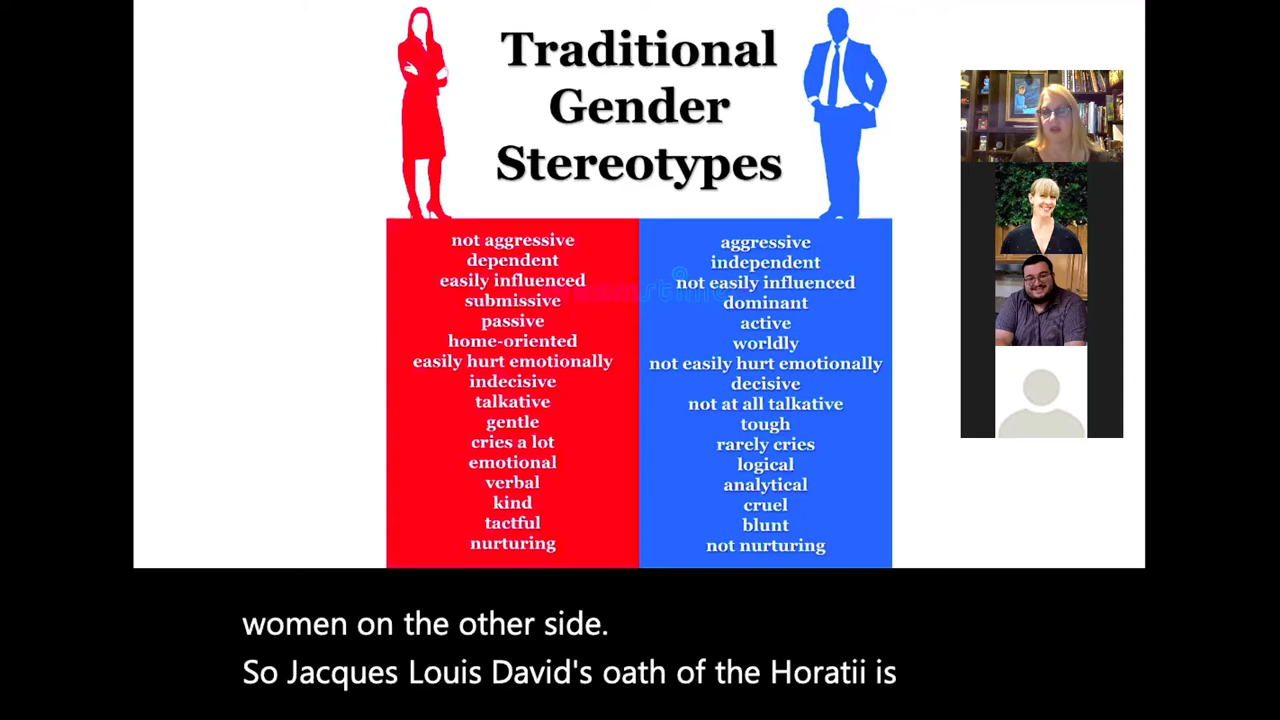 Traditional
Gender
Stereotypes
not aggressive
dependent
easily influenced
submissive
passive
home-oriented
easily hurt emotionally
indecisive
talkative
gentle
cries a lot
emotional
verbal
kind
tactful
nurturing
aggressive
independent
not easily influenced
dominant
active
worldly
not easily hurt emotionally
decisive
not at all talkative
tough
rarely cries
logical
analytical
cruel
blunt
not nurturing
women on the other side.
So Jacques Louis David's oath of the Horatii is